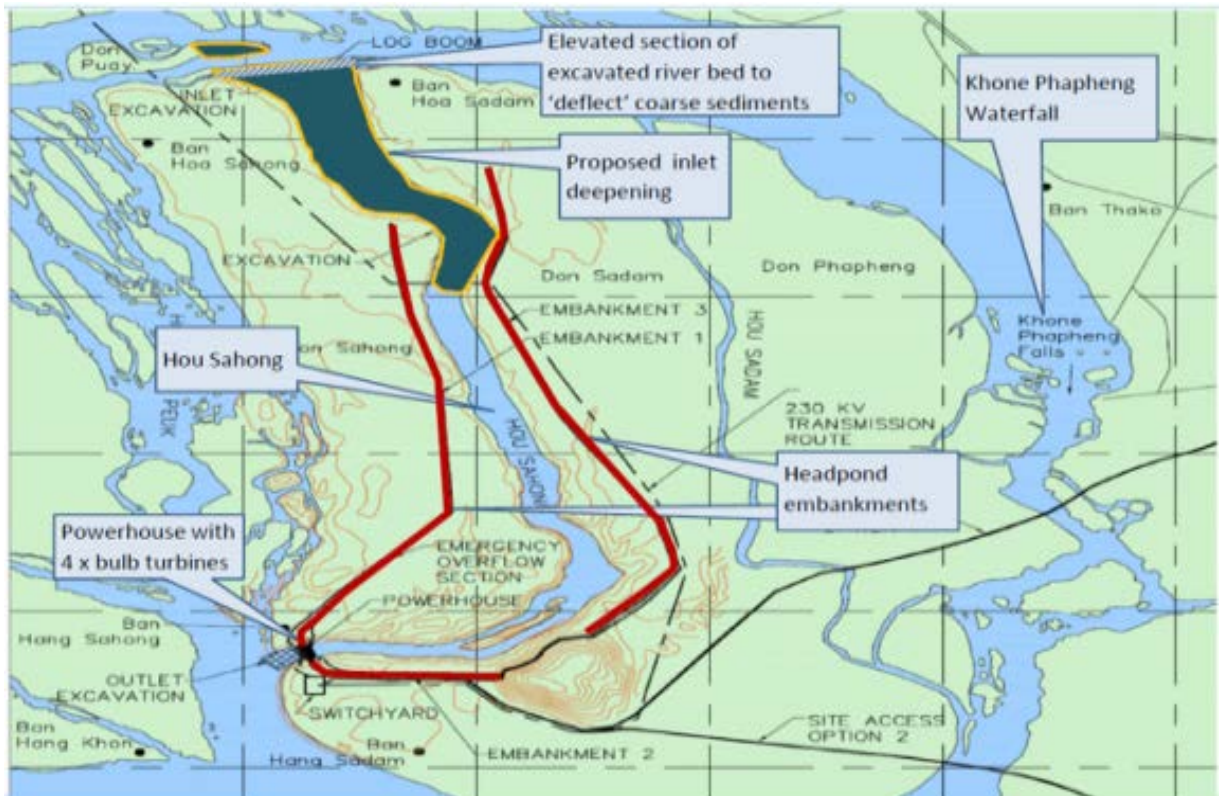 Don
Puay
LOG BOOM
Elevated section of
excavated river bed to
'deflect' coarse sediments
Khone Phapheng
Waterfall
INLET
EXCAVATION
Ban
Hoa Sadam
Ban
Hoa Sahong
Proposed inlet
deepening
Ban Thako
EXCAVATION
Don Sadam
Don Phapheng
EMBANKMENT 3
EMBANKMENT 1
Hou Sahong
Sahong
HOU SADAM
Khone
Phapheng
Falls
PEUK
HOU SAHONG
230 KV
TRANSMISSION
ROUTE
Headpond
embankments
Powerhouse with
4 x bulb turbines
EMERGENCY
OVERFLOW
SECTION
POWERHOUSE
Ban
Hang Sahong
OUTLET
EXCAVATION
SWITCHYARD
SITE ACCESS
OPTION 2
Ban
Hang Khon
Ban
Hang Sadam
EMBANKMENT 2